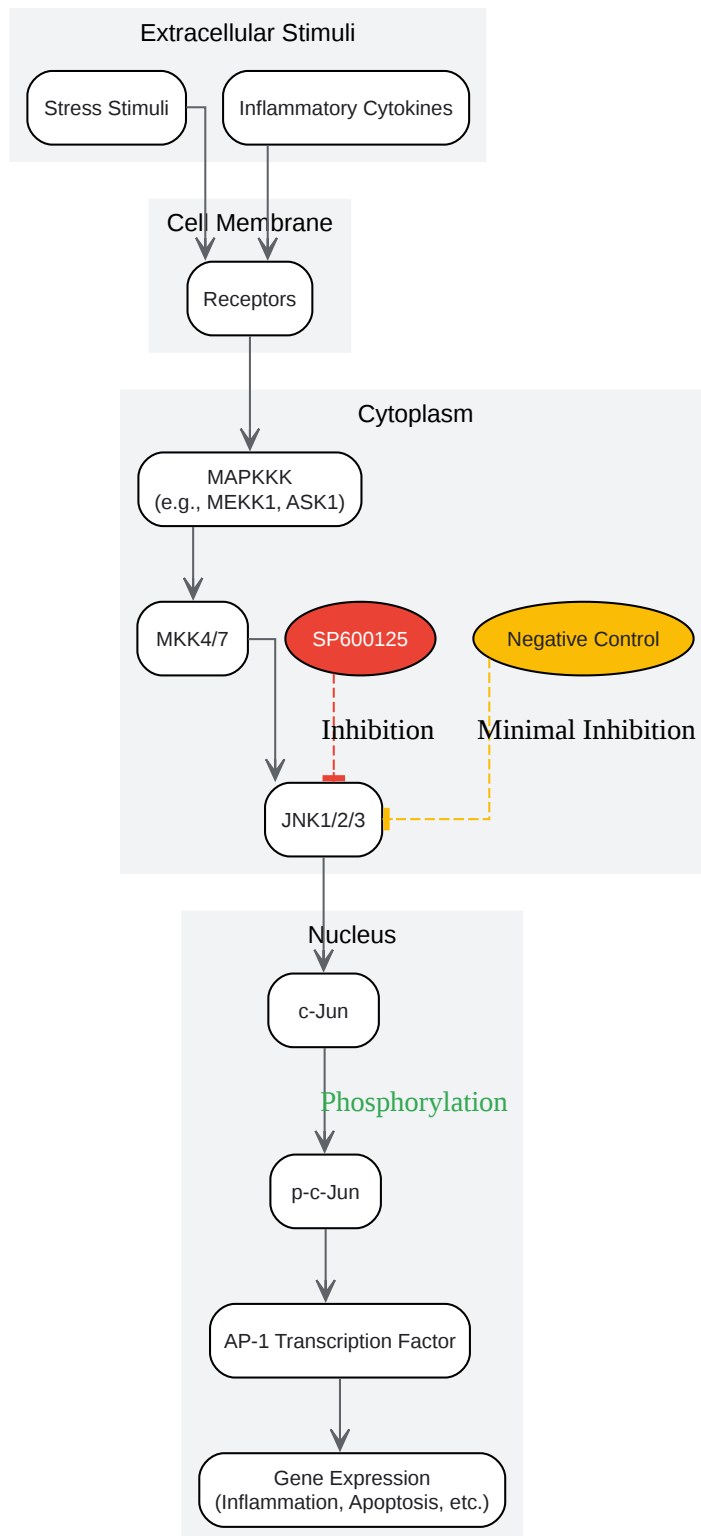 Extracellular Stimuli
Stress Stimuli
Inflammatory Cytokines
Cell Membrane
Receptors
Cytoplasm
MAPKKK
(e.g., MEKK1, ASK1)
MKK4/7
SP600125
Negative Control
Inhibition
Minimal Inhibition
JNK1/2/3
Nucleus
c-Jun
Phosphorylation
p-c-Jun
AP-1 Transcription Factor
Gene Expression
(Inflammation, Apoptosis, etc.)